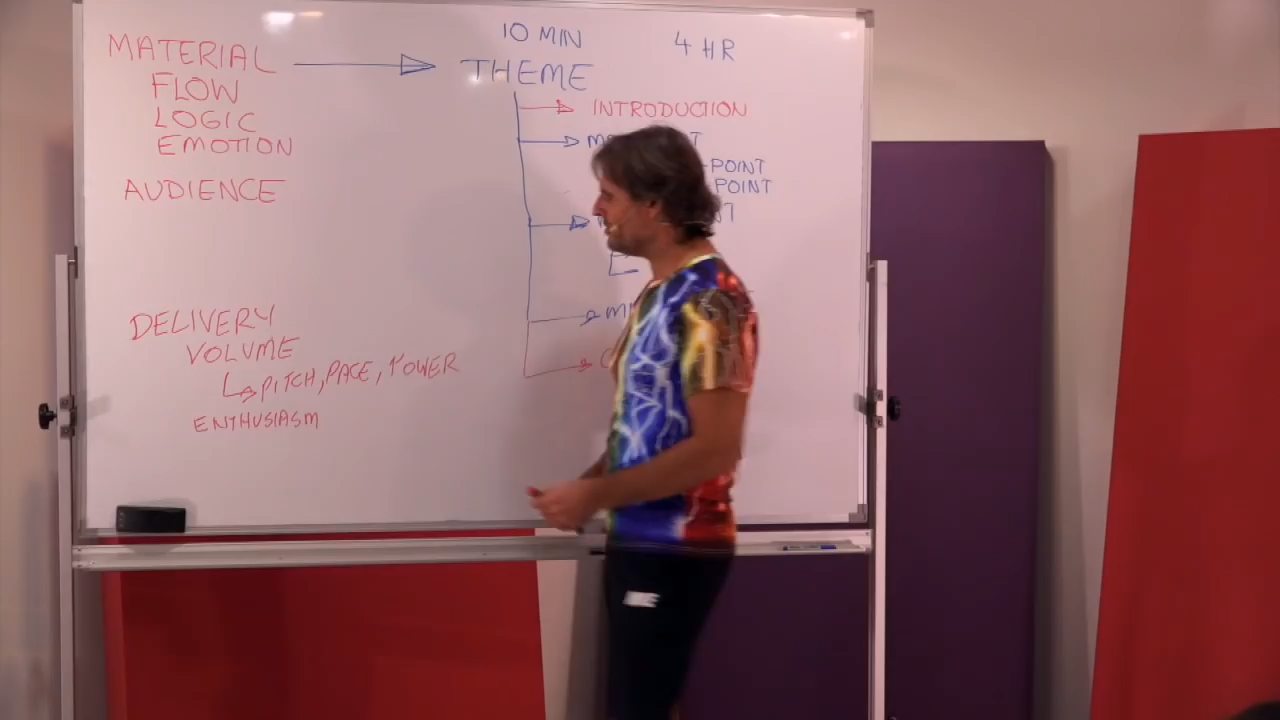 MATERIAL
FLOW
LOGIC
EMOTION
AUDIENCE
DELIVERY
VOLUME
PITCH, PACE, POWER
ENTHUSIASM
10 MIN
4 HR
THEME
INTRODUCTION
-POINT
POINT